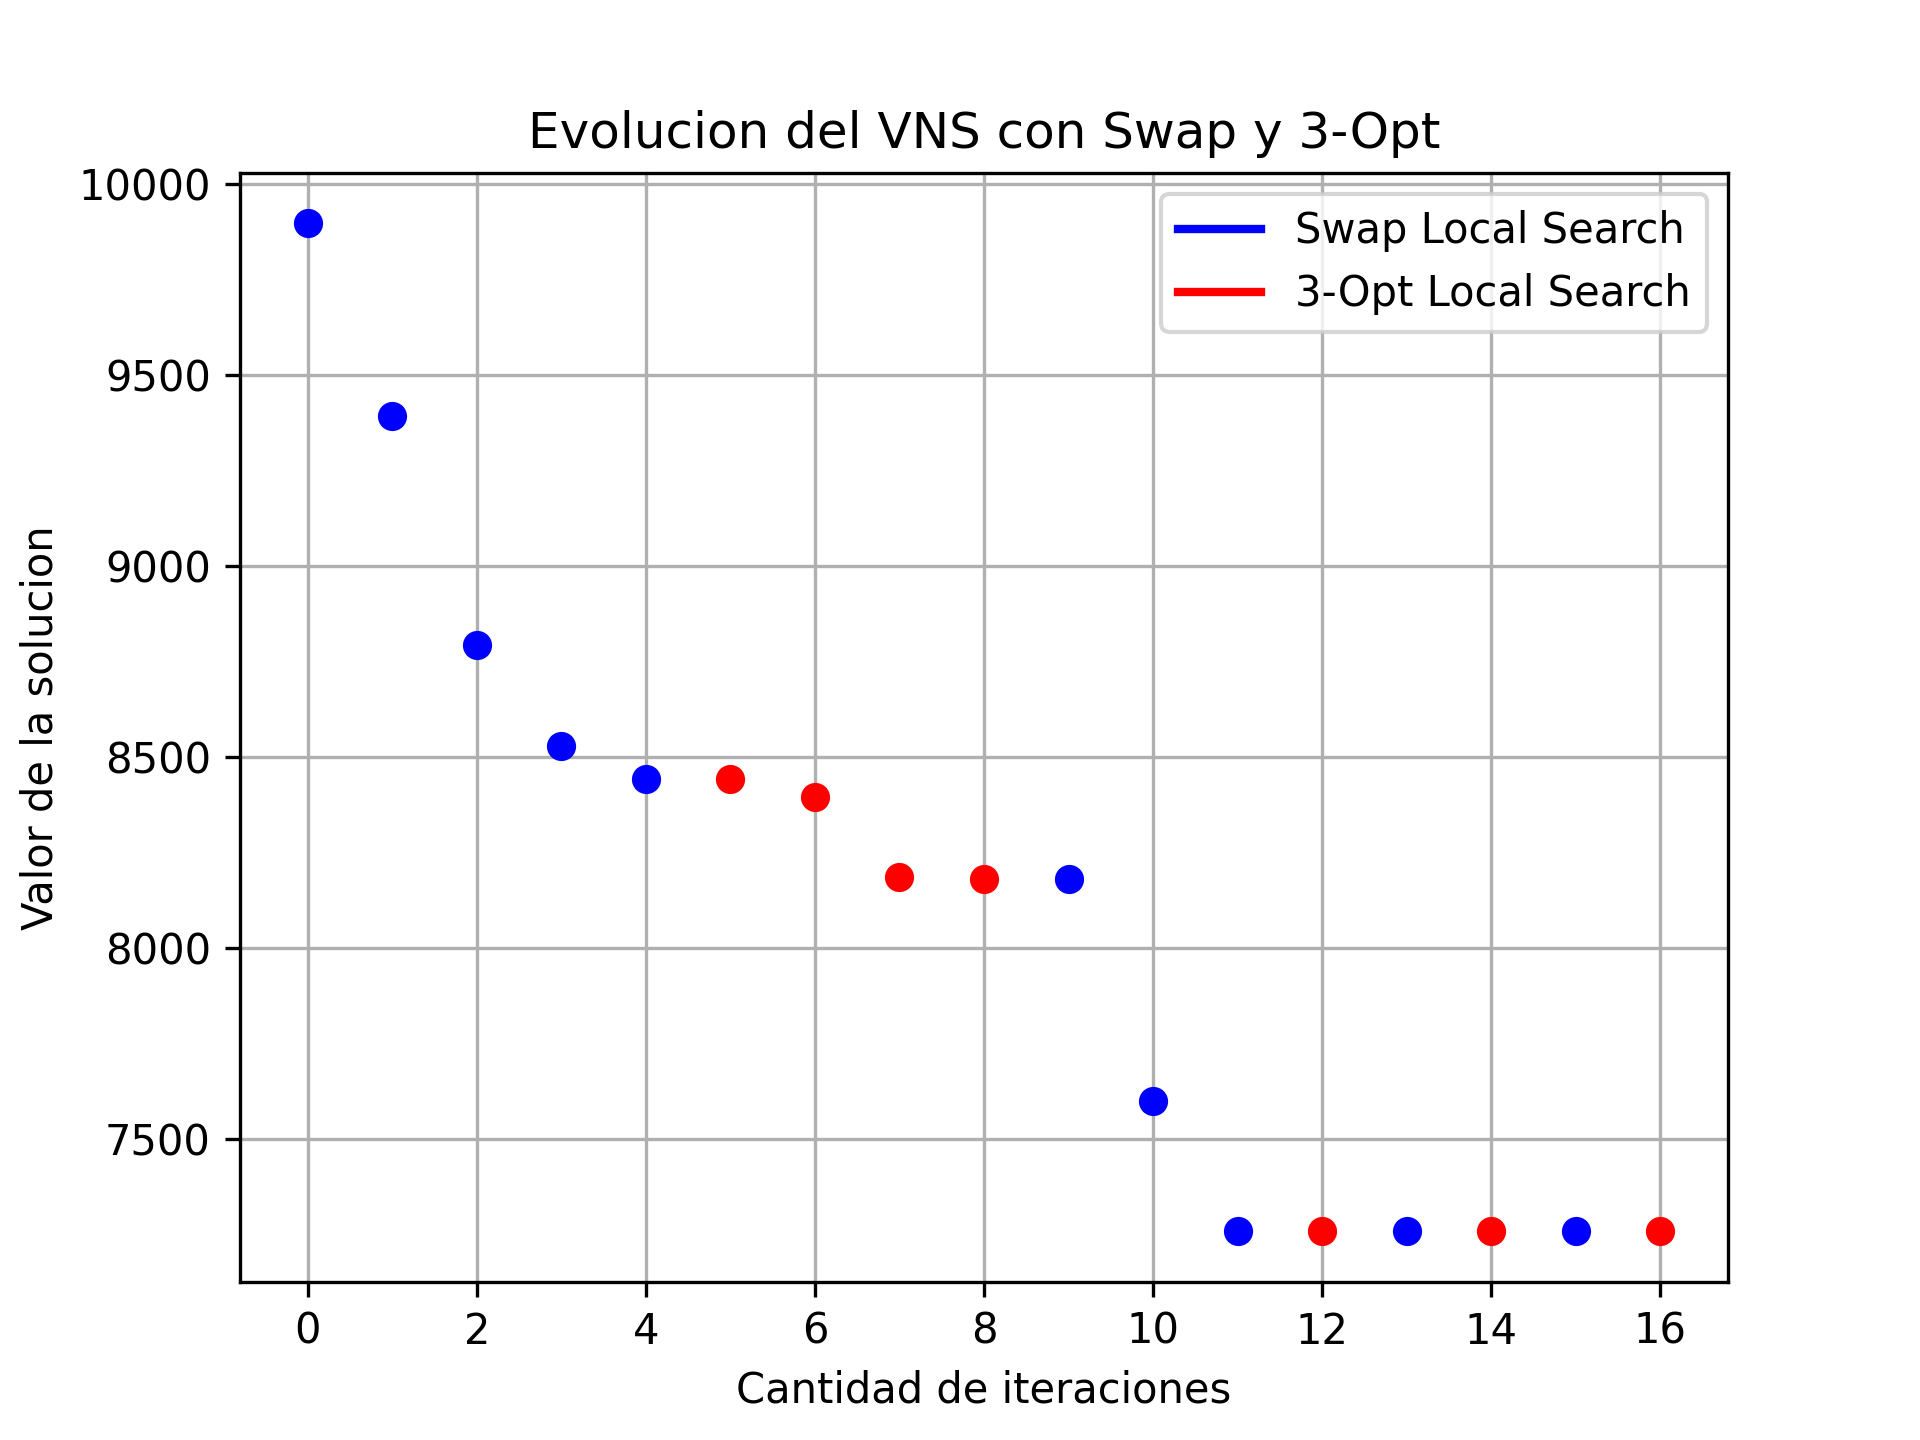 Evolucion del VNS con Swap y 3-Opt
Swap Local Search
3-Opt Local Search
Valor de la solucion
10000
9500
9000
8500
8000
7500
0 2 4 6 8 10 12 14 16
Cantidad de iteraciones